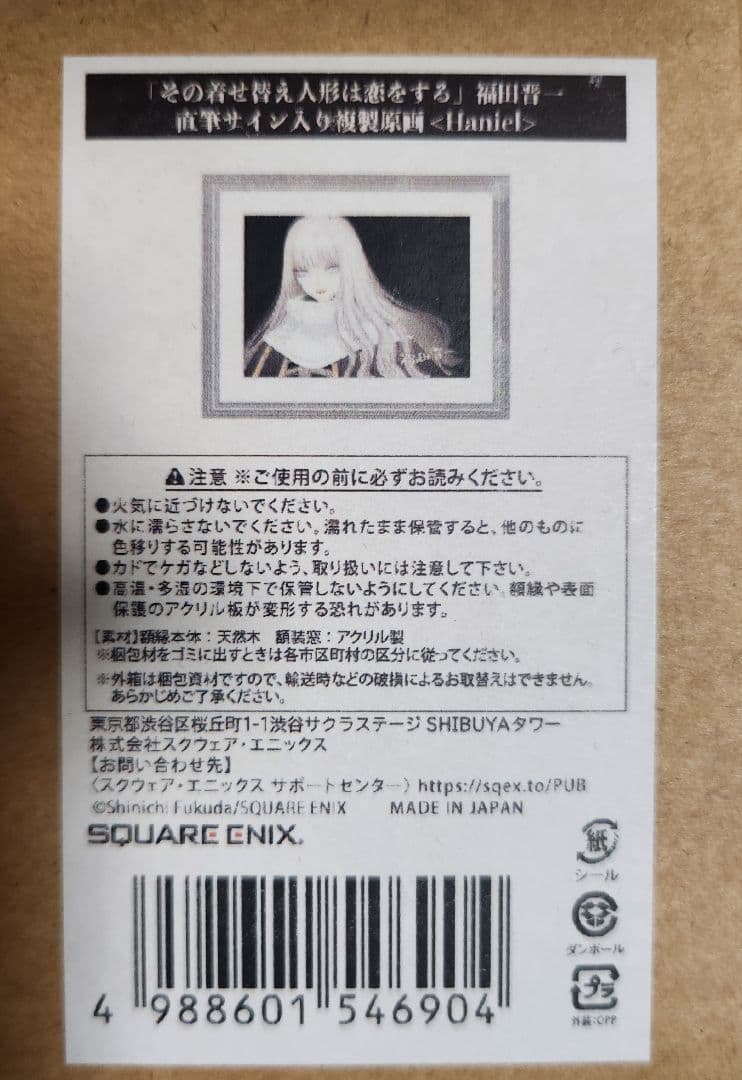 「その着せ替え人形は恋をする」福田晋一
直筆サイン入り複製原画<Haniel>
注意 ※ご使用の前に必ずお読みください。
●火気に近づけないでください。
●水に濡らさないでください。濡れたまま保管すると、他のものに
色移りする可能性があります。
●カドでケガなどしないよう、取り扱いには注意して下さい。
●高温・多湿の環境下で保管しないようにしてください。額縁や表面
保護のアクリル板が変形する恐れがあります。
【素材】額縁本体：天然木 額装窓：アクリル製
※梱包材をゴミに出すときは各市区町村の区分に従ってください。
※外箱は梱包資材ですので、輸送時などの破損によるお取替えはできません。
あらかじめご了承ください。
東京都渋谷区桜丘町1-1渋谷サクラステージ SHIBUYAタワー
株式会社スクウェア・エニックス
【お問い合わせ先】
〈スクウェア・エニックス サポートセンター〉https://sqex.to/PUB
©Shinichi Fukuda/SQUARE ENIX MADE IN JAPAN
SQUARE ENIX.
紙
シール
ダンボール
プラ
外装:OPP
4 988601 546904